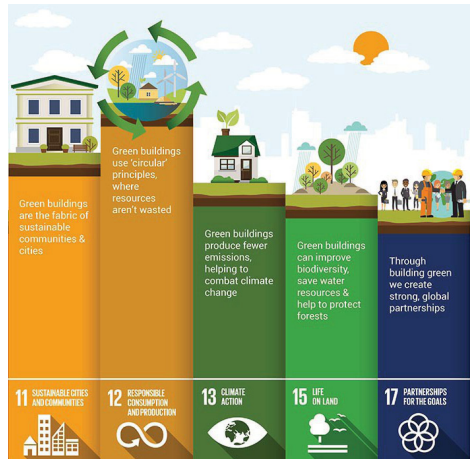 Green buildings
are the fabric of
sustainable
communities &
cities
Green buildings
use ‘circular’
principles,
where
resources
aren’t wasted
Green buildings
produce fewer
emissions,
helping to
combat climate
change
Green buildings
can improve
biodiversity,
save water
resources &
help to protect
forests
Through
building green
we create
strong, global
partnerships
11 SUSTAINABLE CITIES
AND COMMUNITIES
12 RESPONSIBLE
CONSUMPTION
AND PRODUCTION
13 CLIMATE
ACTION
15 LIFE
ON LAND
17 PARTNERSHIPS
FOR THE GOALS